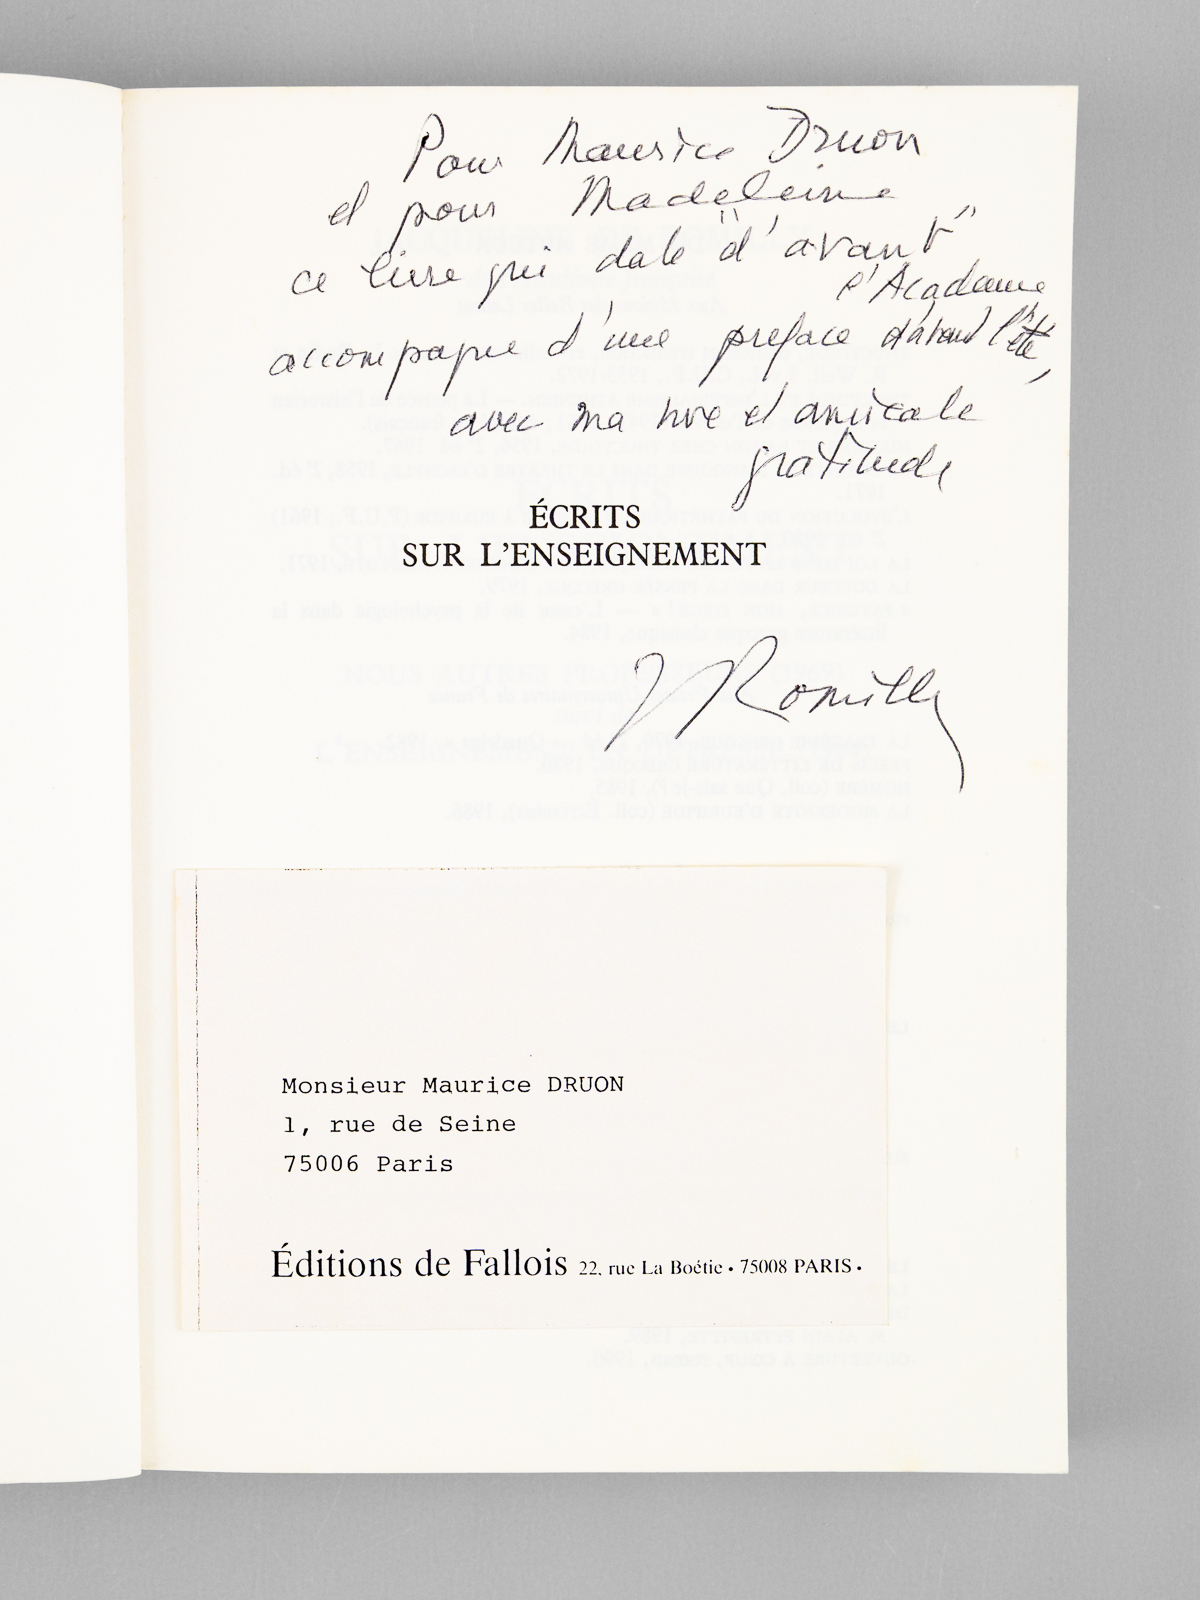 Pour Maurice Druon
et pour Madeleine
ce livre qui date "d'avant"
l'Académie
accompagné d'une préface d'avant l'été,
avec ma vive et amicale
gratitude
ÉCRITS
SUR L'ENSEIGNEMENT
J Romilly
Monsieur Maurice DRUON
1, rue de Seine
75006 Paris
Éditions de Fallois 22, rue La Boétie • 75008 PARIS •